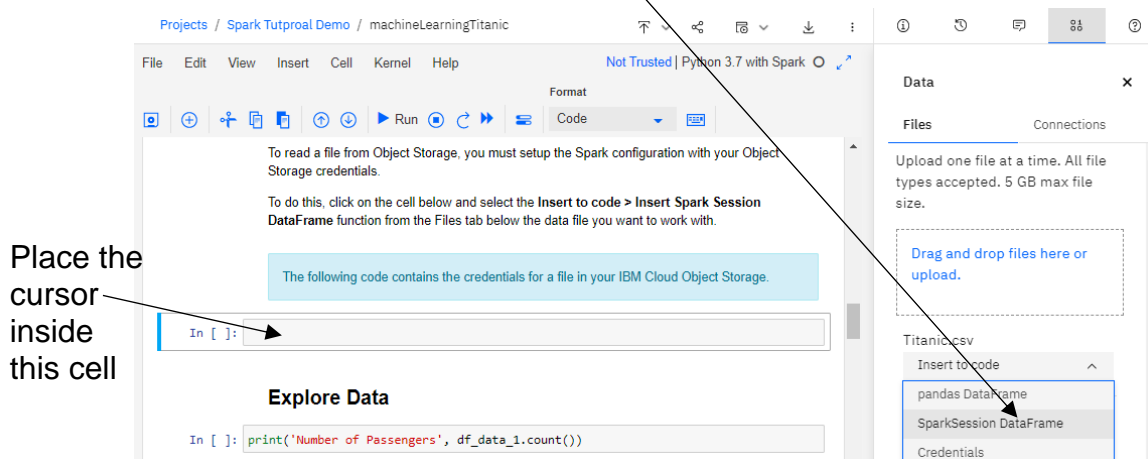 Projects / Spark Tutproal Demo / machineLearningTitanic
File Edit View Insert Cell Kernel Help
Not Trusted | Python 3.7 with Spark
Format
Run
Code
To read a file from Object Storage, you must setup the Spark configuration with your Object
Storage credentials.
To do this, click on the cell below and select the Insert to code > Insert Spark Session
DataFrame function from the Files tab below the data file you want to work with.
The following code contains the credentials for a file in your IBM Cloud Object Storage.
Place the
cursor
inside
this cell
In [ ]:
Explore Data
In [ ]: print('Number of Passengers', df_data_1.count())
Data
Files Connections
Upload one file at a time. All file
types accepted. 5 GB max file
size.
Drag and drop files here or
upload.
Titanic.csv
Insert to code
pandas DataFrame
SparkSession DataFrame
Credentials